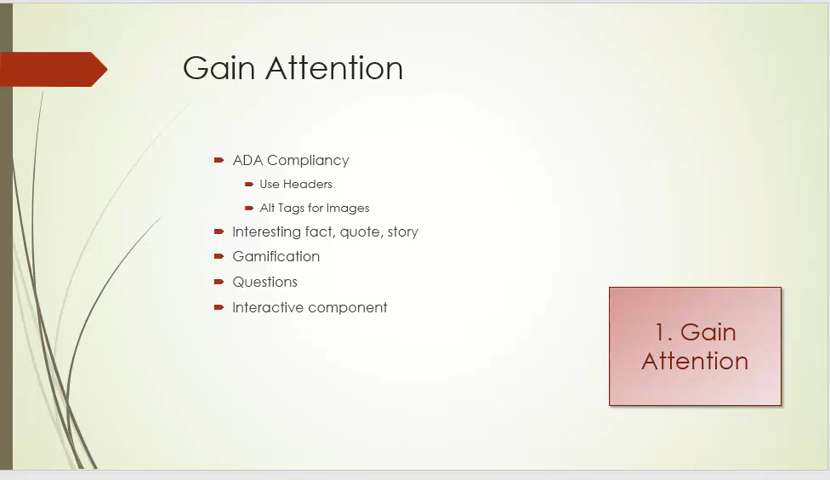 Gain Attention
ADA Compliancy
Use Headers
Alt Tags for Images
Interesting fact, quote, story
Gamification
Questions
Interactive component
1. Gain
Attention